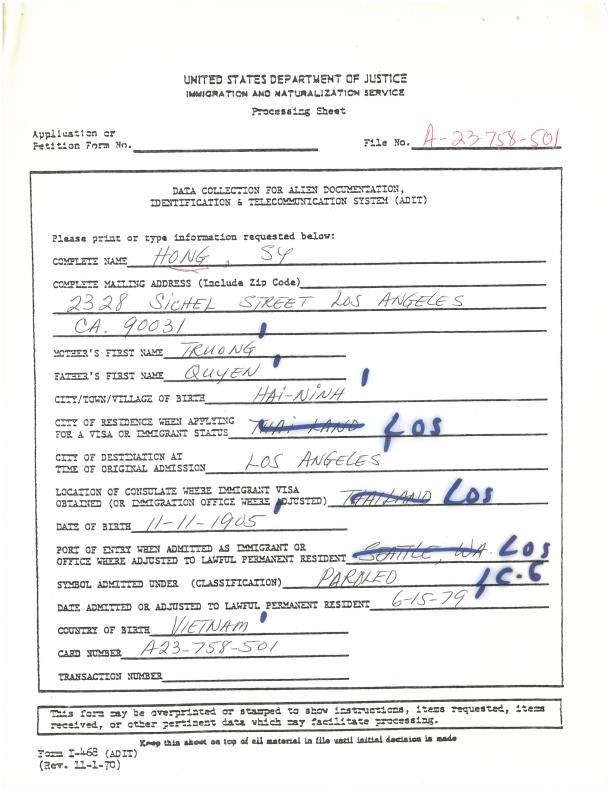 UNITED STATES DEPARTMENT OF JUSTICE
IMMIGRATION AND NATURALIZATION SERVICE
Processing Sheet
Application or
Petition Form No.
File No. A-23-758-501
DATA COLLECTION FOR ALIEN DOCUMENTATION,
IDENTIFICATION & TELECOMMUNICATION SYSTEM (ADIT)
Please print or type information requested below:
COMPLETE NAME HONG, SY
COMPLETE MAILING ADDRESS (Include Zip Code)
2328 SICHEL STREET LOS ANGELES
CA. 90031
MOTHER'S FIRST NAME TRUONG
FATHER'S FIRST NAME QUYEN
CITY/TOWN/VILLAGE OF BIRTH HAI-NINH
CITY OF RESIDENCE WHEN APPLYING
FOR A VISA OR IMMIGRANT STATUS THAI LAND LOS
CITY OF DESTINATION AT
TIME OF ORIGINAL ADMISSION LOS ANGELES
LOCATION OF CONSULATE WHERE IMMIGRANT VISA
OBTAINED (OR IMMIGRATION OFFICE WHERE ADJUSTED) THAILAND LOS
DATE OF BIRTH 11-11-1905
PORT OF ENTRY WHEN ADMITTED AS IMMIGRANT OR
OFFICE WHERE ADJUSTED TO LAWFUL PERMANENT RESIDENT SEATTLE, WA. LOS
SYMBOL ADMITTED UNDER (CLASSIFICATION) PARNED IC-6
DATE ADMITTED OR ADJUSTED TO LAWFUL PERMANENT RESIDENT 6-15-79
COUNTRY OF BIRTH VIETNAM
CARD NUMBER A23-758-501
TRANSACTION NUMBER
This form may be overprinted or stamped to show instructions, items requested, items
received, or other pertinent data which may facilitate processing.
Keep this sheet on top of all material in file until initial decision is made
Form I-468 (ADIT)
(Rev. 11-1-70)